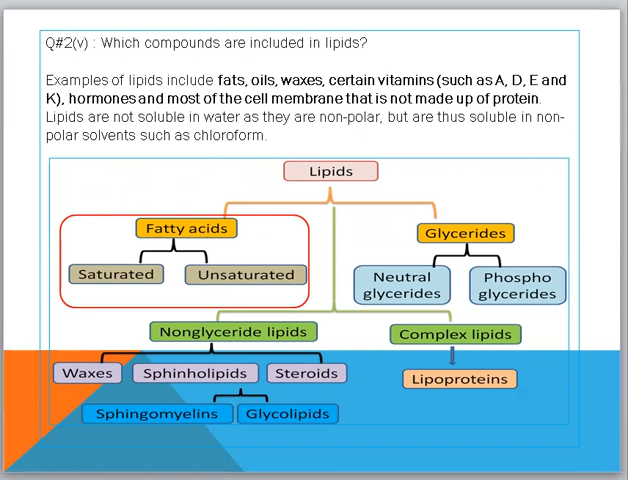 Q#2(v) : Which compounds are included in lipids?
Examples of lipids include fats, oils, waxes, certain vitamins (such as A, D, E and
K), hormones and most of the cell membrane that is not made up of protein.
Lipids are not soluble in water as they are non-polar, but are thus soluble in non-
polar solvents such as chloroform.
Lipids
Fatty acids
Glycerides
Saturated
Unsaturated
Neutral
glycerides
Phospho
glycerides
Nonglyceride lipids
Complex lipids
Waxes
Sphinholipids
Steroids
Lipoproteins
Sphingomyelins
Glycolipids